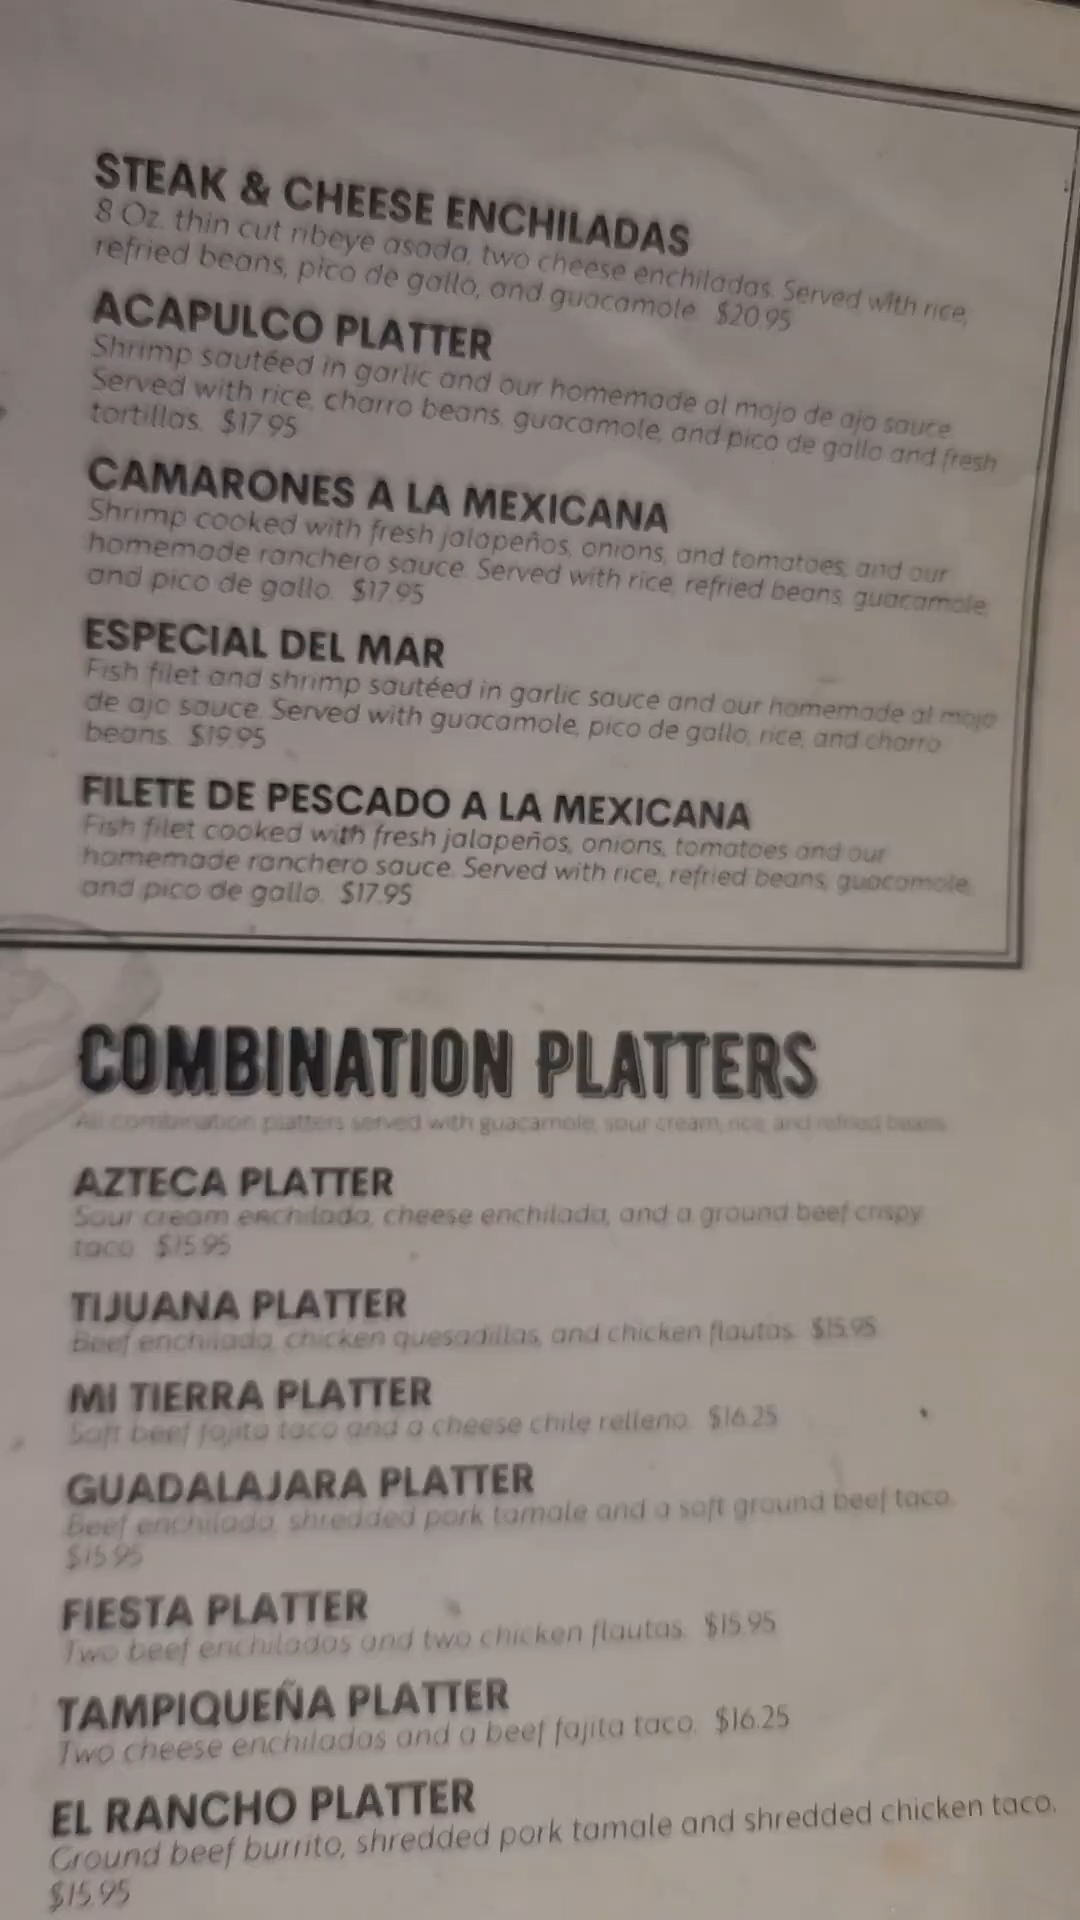 STEAK & CHEESE ENCHILADAS
8 Oz. thin cut ribeye asada, two cheese enchiladas. Served with rice,
refried beans, pico de gallo, and guacamole. $20.95
ACAPULCO PLATTER
Shrimp sautéed in garlic and our homemade al mojo de ajo sauce.
Served with rice, charro beans, guacamole, and pico de gallo and fresh
tortillas. $17.95
CAMARONES A LA MEXICANA
Shrimp cooked with fresh jalapeños, onions, and tomatoes, and our
homemade ranchero sauce. Served with rice, refried beans, guacamole,
and pico de gallo. $17.95
ESPECIAL DEL MAR
Fish filet and shrimp sautéed in garlic sauce and our homemade al mojo
de ajo sauce. Served with guacamole, pico de gallo, rice, and charro
beans. $19.95
FILETE DE PESCADO A LA MEXICANA
Fish filet cooked with fresh jalapeños, onions, tomatoes and our
homemade ranchero sauce. Served with rice, refried beans, guacamole,
and pico de gallo. $17.95
COMBINATION PLATTERS
All combination platters served with guacamole, sour cream, rice and refried beans.
AZTECA PLATTER
Sour cream enchilada, cheese enchilada, and a ground beef crispy
taco. $15.95
TIJUANA PLATTER
Beef enchilada, chicken quesadillas, and chicken flautas. $15.95
MI TIERRA PLATTER
Soft beef fajita taco and a cheese chile relleno. $16.25
GUADALAJARA PLATTER
Beef enchilada, shredded pork tamale and a soft ground beef taco.
$15.95
FIESTA PLATTER
Two beef enchiladas and two chicken flautas. $15.95
TAMPIQUEÑA PLATTER
Two cheese enchiladas and a beef fajita taco. $16.25
EL RANCHO PLATTER
Ground beef burrito, shredded pork tamale and shredded chicken taco.
$15.95